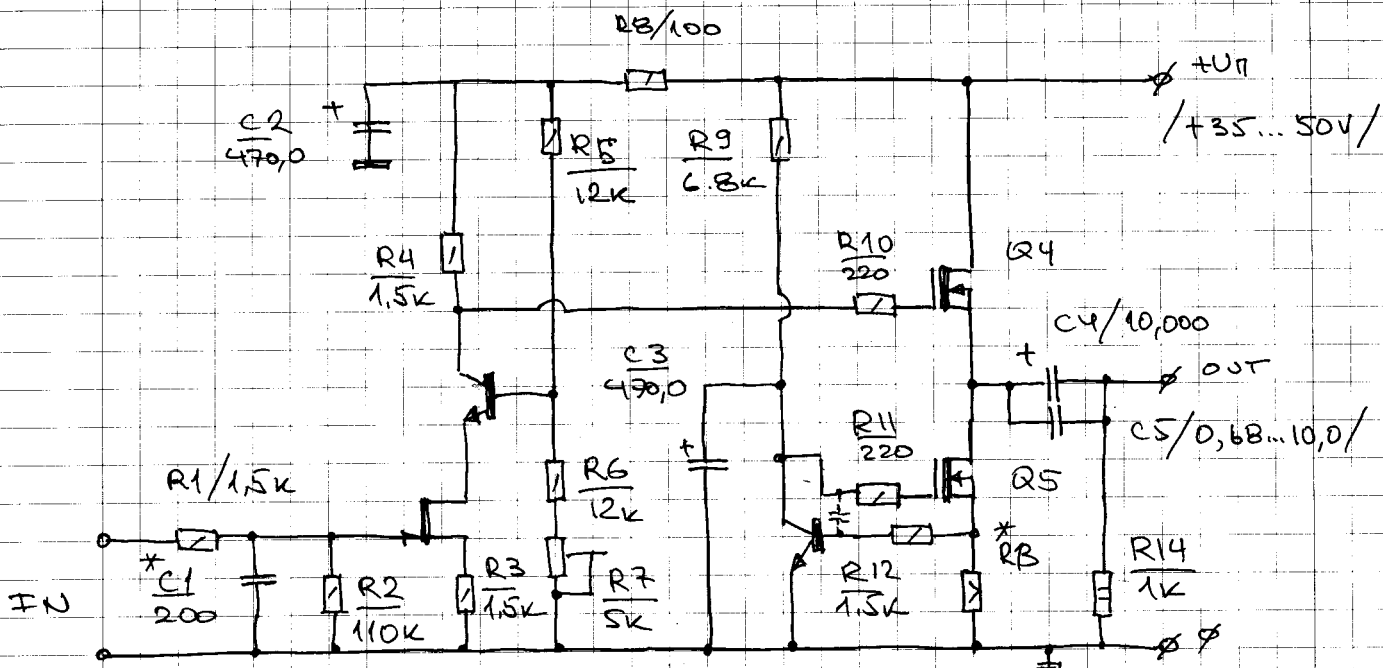 R8/100
+Uп
/+35...50V/
C2
470,0
R5
12K
R9
6.8K
R4
1,5K
R10
220
Q4
C4/10,000
+
OUT
C3
470,0
C5/0,68...10,0/
R11
220
Q5
R1/1,5K
R6
12K
*
RB
*C1
200
IN
R2
110K
R3
1,5K
R7
5K
R12
1.5K
R14
1K
+
+